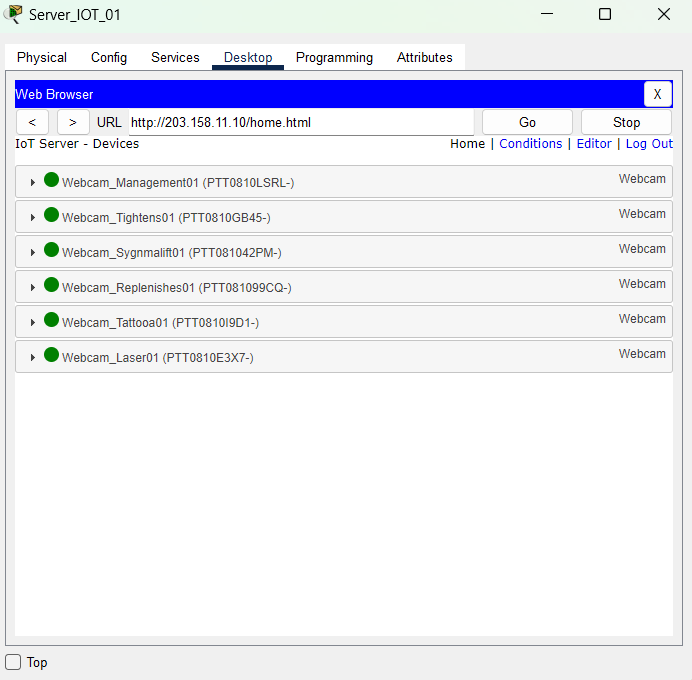 Server_IOT_01
Physical Config Services Desktop Programming Attributes
Web Browser X
< > URL http://203.158.11.10/home.html Go Stop
IoT Server - Devices Home | Conditions | Editor | Log Out
Webcam_Management01 (PTT0810LSRL-) Webcam
Webcam_Tightens01 (PTT0810GB45-) Webcam
Webcam_Sygnmalift01 (PTT081042PM-) Webcam
Webcam_Replenishes01 (PTT081099CQ-) Webcam
Webcam_Tattooa01 (PTT0810I9D1-) Webcam
Webcam_Laser01 (PTT0810E3X7-) Webcam
Top